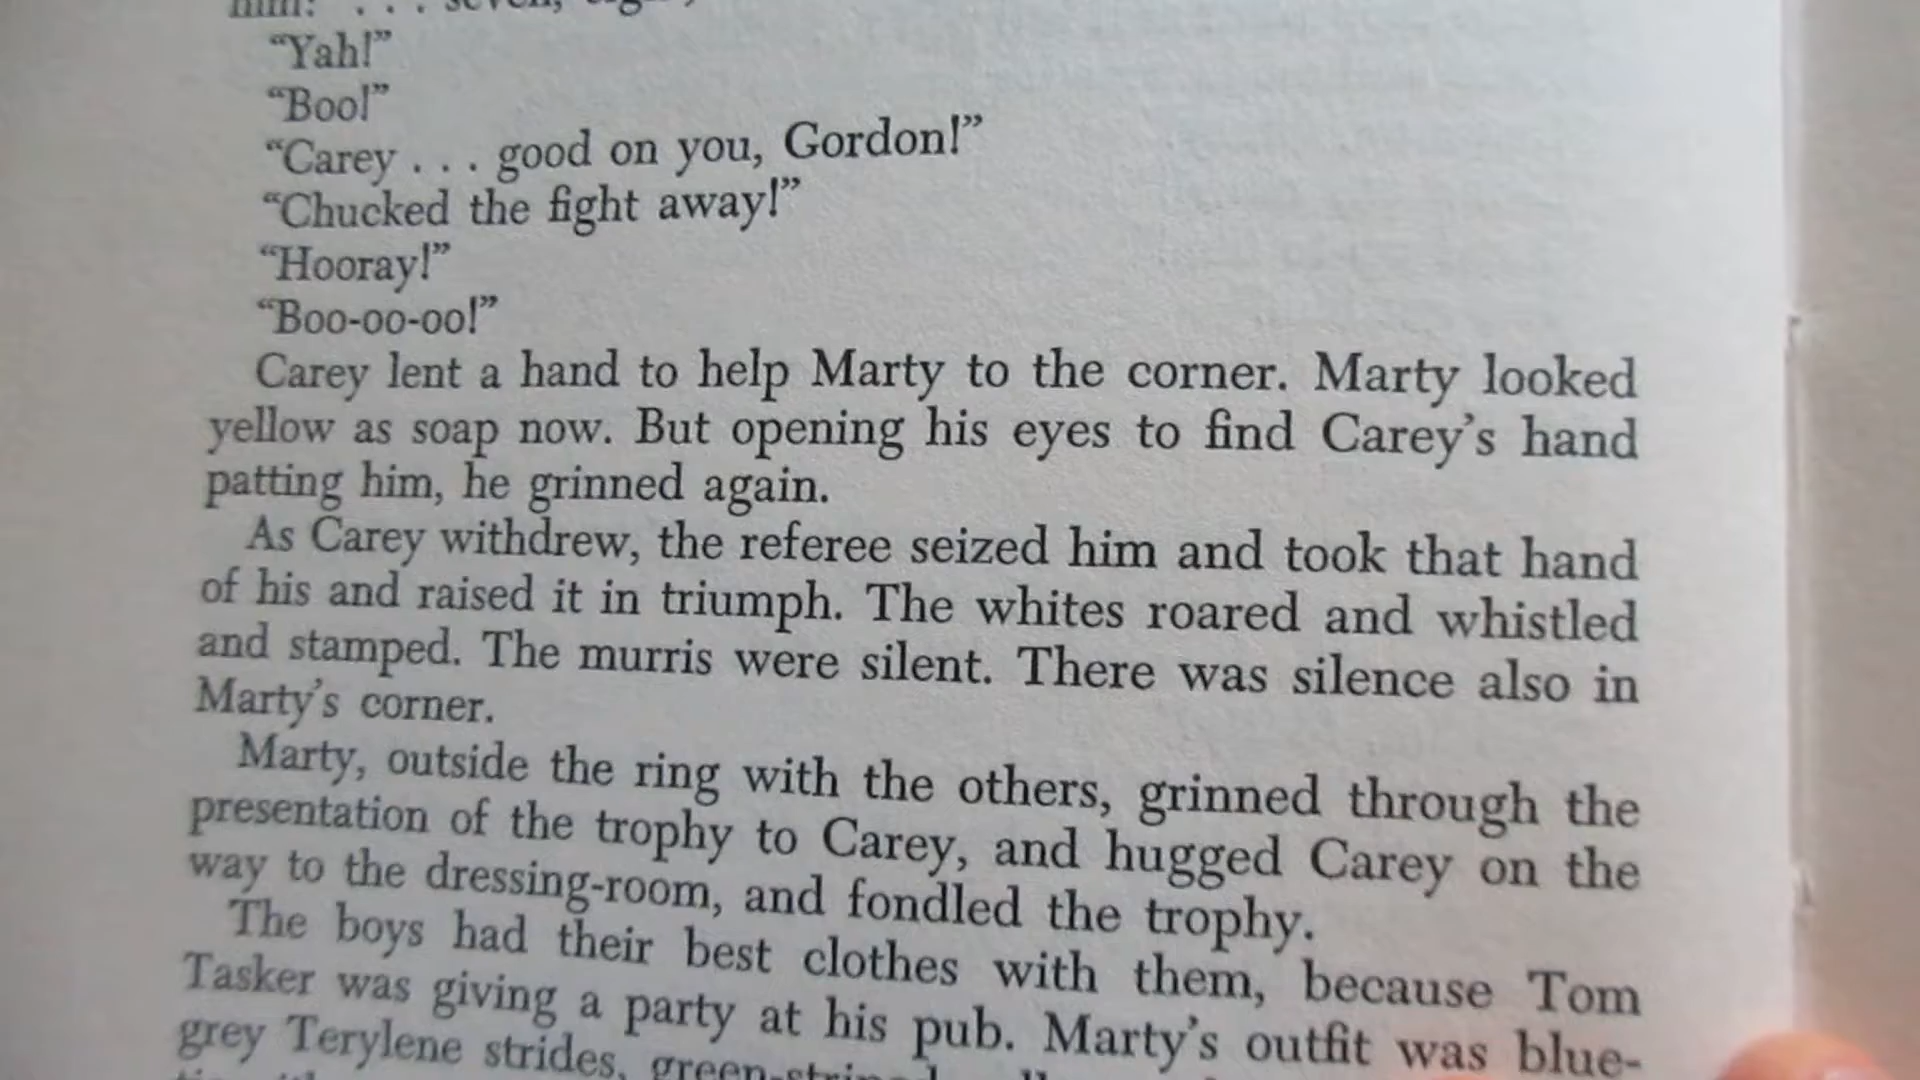 him: . . . seven, eight,
“Yah!”
“Boo!”
“Carey . . . good on you, Gordon!”
“Chucked the fight away!”
“Hooray!”
“Boo-oo-oo!”
Carey lent a hand to help Marty to the corner. Marty looked
yellow as soap now. But opening his eyes to find Carey’s hand
patting him, he grinned again.
As Carey withdrew, the referee seized him and took that hand
of his and raised it in triumph. The whites roared and whistled
and stamped. The murris were silent. There was silence also in
Marty’s corner.
Marty, outside the ring with the others, grinned through the
presentation of the trophy to Carey, and hugged Carey on the
way to the dressing-room, and fondled the trophy.
The boys had their best clothes with them, because Tom
Tasker was giving a party at his pub. Marty’s outfit was blue-
grey Terylene strides, green-striped